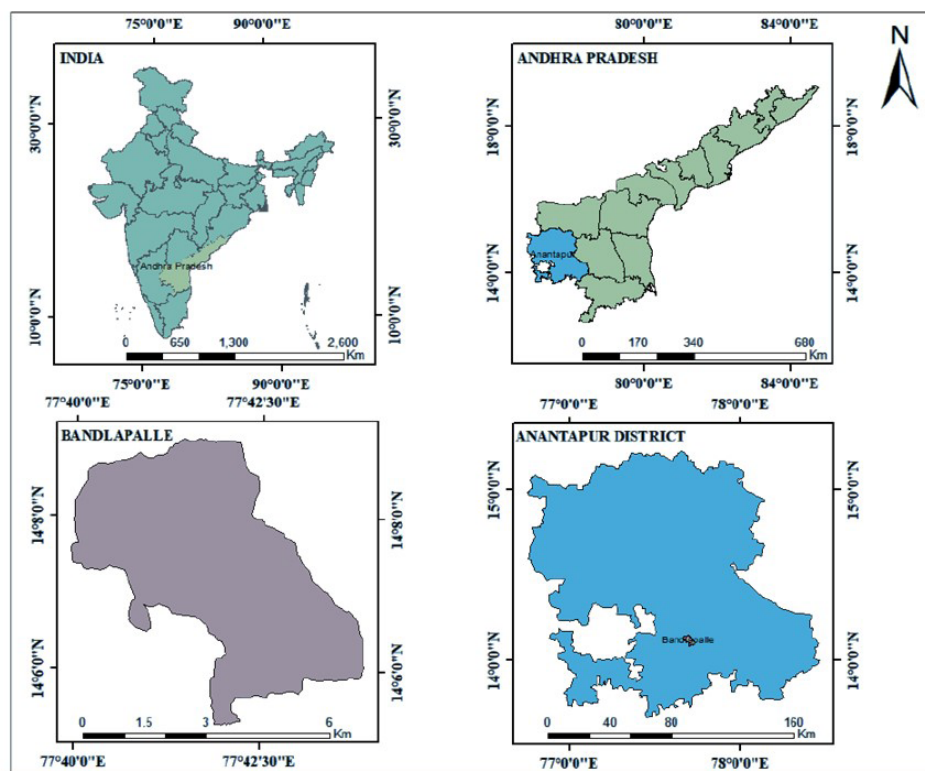 75°0'0"E 90°0'0"E
INDIA
30°0'0"N
30°0'0"N
Andhra Pradesh
10°0'0"N
10°0'0"N
0 650 1,300 2,600
Km
75°0'0"E 90°0'0"E
80°0'0"E 84°0'0"E
N
ANDHRA PRADESH
18°0'0"N
18°0'0"N
Anantapur
14°0'0"N
14°0'0"N
0 170 340 680
Km
80°0'0"E 84°0'0"E
77°40'0"E 77°42'30"E
BANDLAPALLE
14°8'0"N
14°8'0"N
14°6'0"N
14°6'0"N
0 1.5 3 6
Km
77°40'0"E 77°42'30"E
77°0'0"E 78°0'0"E
ANANTAPUR DISTRICT
15°0'0"N
15°0'0"N
Bandlapalle
14°0'0"N
14°0'0"N
0 40 80 160
Km
77°0'0"E 78°0'0"E